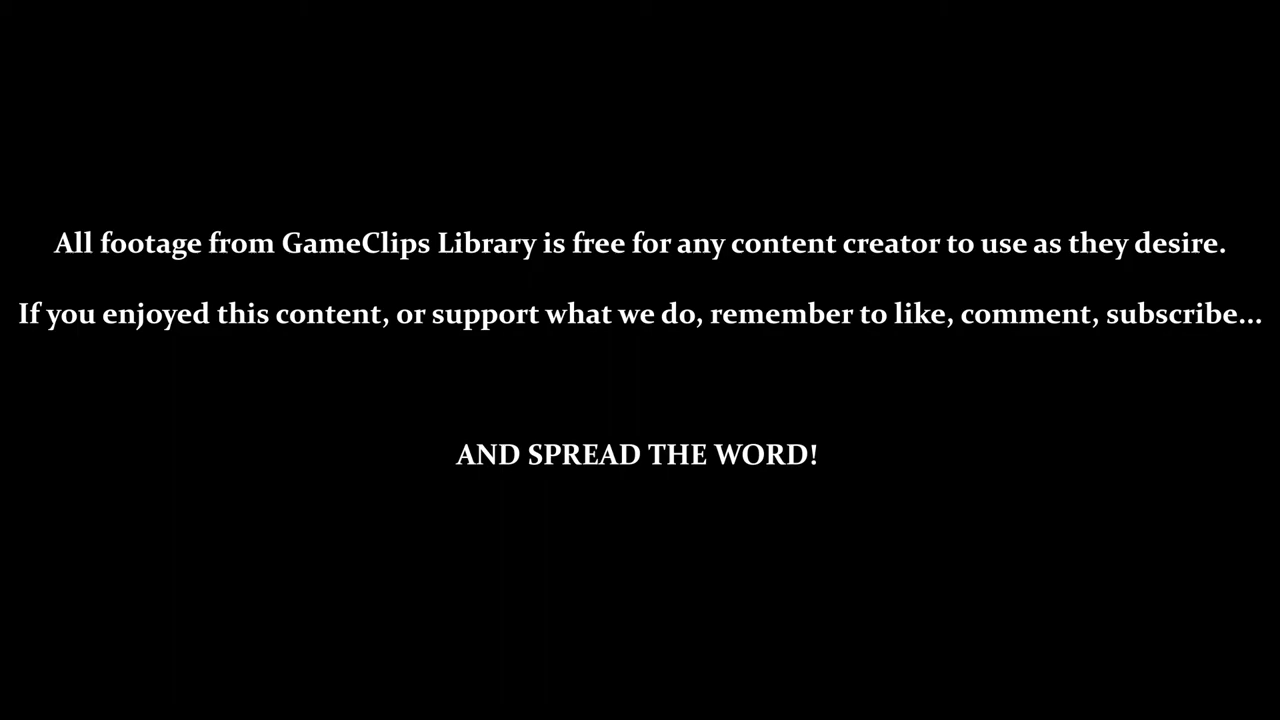 All footage from GameClips Library is free for any content creator to use as they desire.
If you enjoyed this content, or support what we do, remember to like, comment, subscribe...
AND SPREAD THE WORD!